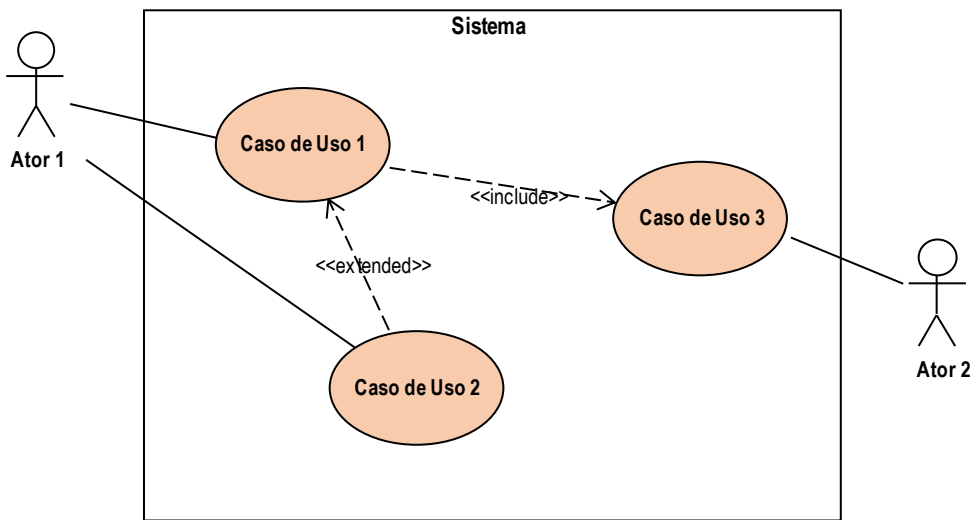 Sistema
Caso de Uso 1
Ator 1
<<include>>
Caso de Uso 3
<<extended>>
Ator 2
Caso de Uso 2